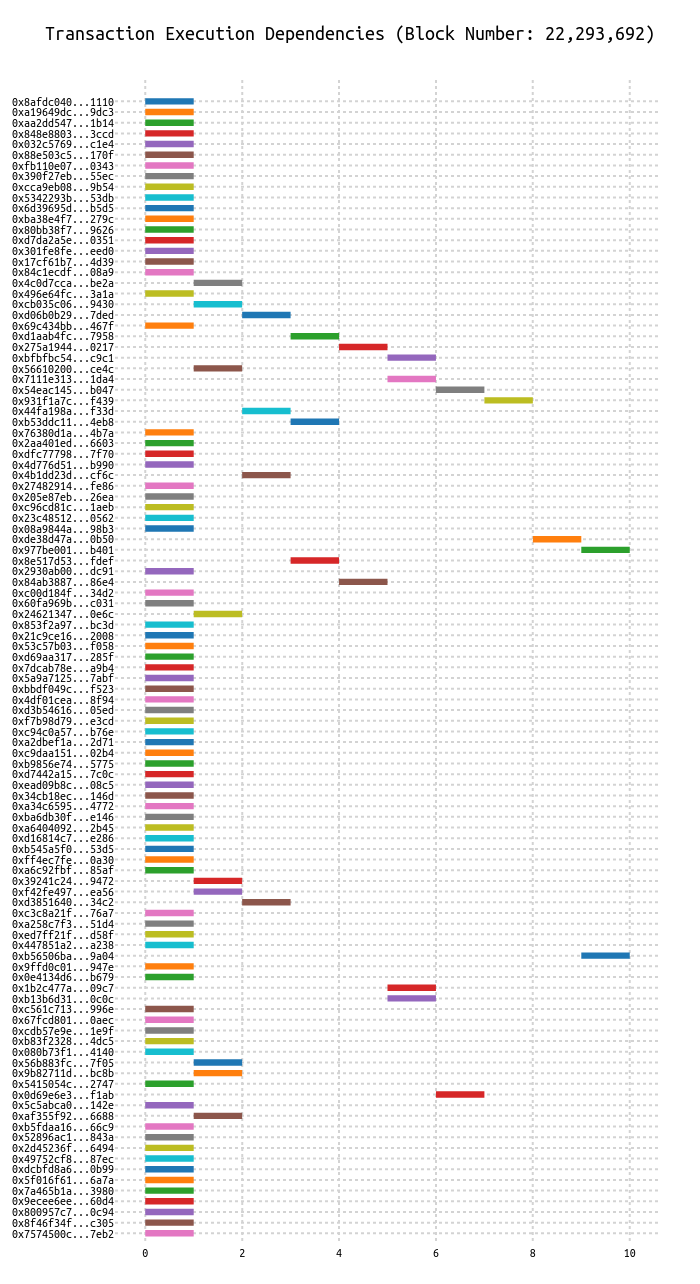 Transaction Execution Dependencies (Block Number: 22,293,692)
0x8afdc040...1110
0xa19649dc...9dc3
0xaa2dd547...1b14
0x848e8803...3ccd
0x032c5769...c1e4
0x88e503c5...170f
0xfb110e07...0343
0x390f27eb...55ec
0xcca9eb08...9b54
0x5342293b...53db
0x6d39695d...b5d5
0xba38e4f7...279c
0x80bb38f7...9626
0xd7da2a5e...0351
0x301fe8fe...eed0
0x17cf61b7...4d39
0x84c1ecdf...08a9
0x4c0d7cca...be2a
0x496e64fc...3a1a
0xcb035c06...9430
0xd06b0b29...7ded
0x69c434bb...467f
0xd1aab4fc...7958
0x275a1944...0217
0xbfbfbc54...c9c1
0x56610200...ce4c
0x7111e313...1da4
0x54eac145...b047
0x931f1a7c...f439
0x44fa198a...f33d
0xb53ddc11...4eb8
0x76380d1a...4b7a
0x2aa401ed...6603
0xdfc77798...7f70
0x4d776d51...b990
0x4b1dd23d...cf6c
0x27482914...fe86
0x205e87eb...26ea
0xc96cd81c...1aeb
0x23c48512...0562
0x08a9844a...98b3
0xde38d47a...0b50
0x977be001...b401
0x8e517d53...fdef
0x2930ab00...dc91
0x84ab3887...86e4
0xc00d184f...34d2
0x60fa969b...c031
0x24621347...0e6c
0x853f2a97...bc3d
0x21c9ce16...2008
0x53c57b03...f058
0xd69aa317...285f
0x7dcab78e...a9b4
0x5a9a7125...7abf
0xbbdf049c...f523
0x4df01cea...8f94
0xd3b54616...05ed
0xf7b98d79...e3cd
0xc94c0a57...b76e
0xa2dbef1a...2d71
0xc9daa151...02b4
0xb9856e74...5775
0xd7442a15...7c0c
0xead09b8c...08c5
0x34cb18ec...146d
0xa34c6595...4772
0xba6db30f...e146
0xa6404092...2b45
0xd16814c7...e286
0xb545a5f0...53d5
0xff4ec7fe...0a30
0xa6c92fbf...85af
0x39241c24...9472
0xf42fe497...ea56
0xd3851640...34c2
0xc3c8a21f...76a7
0xa258c7f3...51d4
0xed7ff21f...d58f
0x447851a2...a238
0xb56506ba...9a04
0x9ffd0c01...947e
0x0e4134d6...b679
0x1b2c477a...09c7
0xb13b6d31...0c0c
0xc561c713...996e
0x67fcd801...0aec
0xcdb57e9e...1e9f
0xb83f2328...4dc5
0x080b73f1...4140
0x56b883fc...7f05
0x9b82711d...bc8b
0x5415054c...2747
0x0d69e6e3...f1ab
0x5c5abca0...142e
0xaf355f92...6688
0xb5fdaa16...66c9
0x52896ac1...843a
0x2d45236f...6494
0x49752cf8...87ec
0xdcbfd8a6...0b99
0x5f016f61...6a7a
0x7a465b1a...3980
0x9ecee6ee...60d4
0x800957c7...0c94
0x8f46f34f...c305
0x7574500c...7eb2
0 2 4 6 8 10